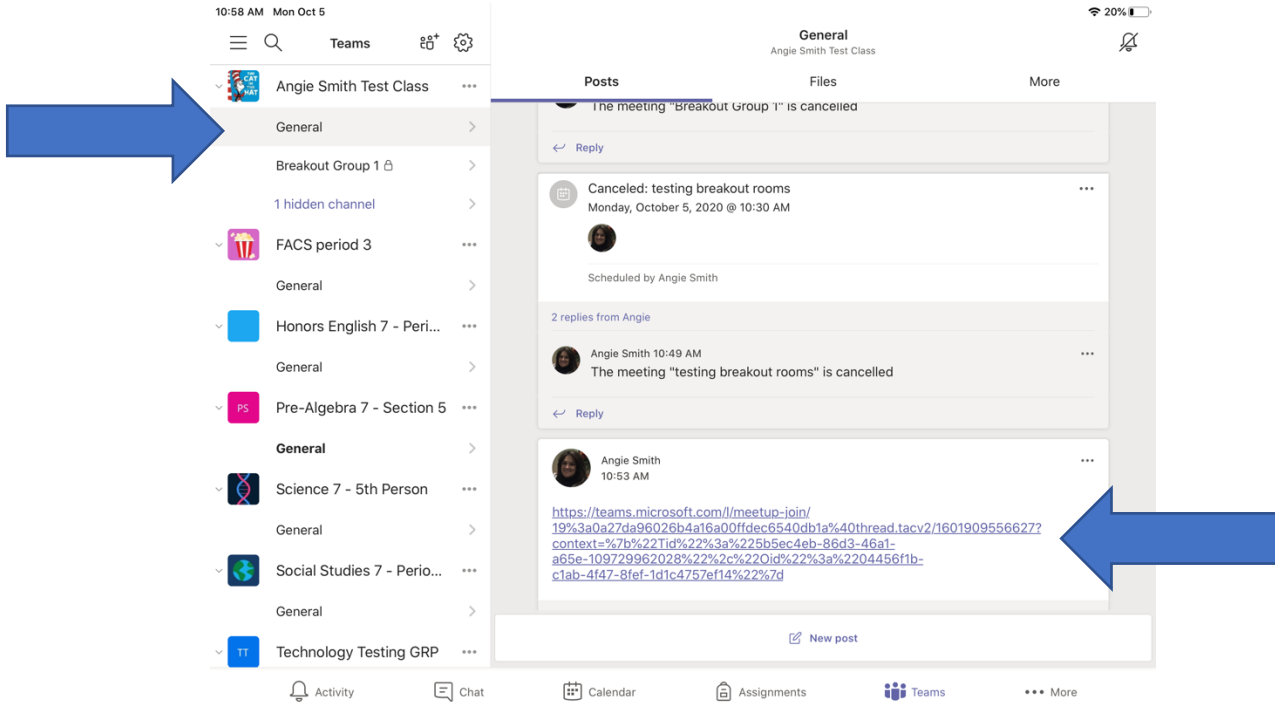 10:58 AM Mon Oct 5
20%
Teams
General
Angie Smith Test Class
Posts
Files
More
THE CAT IN THE HAT
Angie Smith Test Class
General
Breakout Group 1
1 hidden channel
FACS period 3
General
Honors English 7 - Peri...
General
PS
Pre-Algebra 7 - Section 5
General
Science 7 - 5th Person
General
Social Studies 7 - Perio...
General
TT
Technology Testing GRP
The meeting "Breakout Group 1" is cancelled
Reply
Canceled: testing breakout rooms
Monday, October 5, 2020 @ 10:30 AM
Scheduled by Angie Smith
2 replies from Angie
Angie Smith 10:49 AM
The meeting "testing breakout rooms" is cancelled
Reply
Angie Smith
10:53 AM
https://teams.microsoft.com/l/meetup-join/
19%3a0a27da96026b4a16a00ffdec6540db1a%40thread.tacv2/1601909556627?
context=%7b%22Tid%22%3a%225b5ec4eb-86d3-46a1-
a65e-109729962028%22%2c%22Oid%22%3a%2204456f1b-
c1ab-4f47-8fef-1d1c4757ef14%22%7d
New post
Activity
Chat
Calendar
Assignments
Teams
More